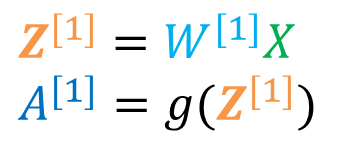 Z[1] = W[1]X
A[1] = g(Z[1])